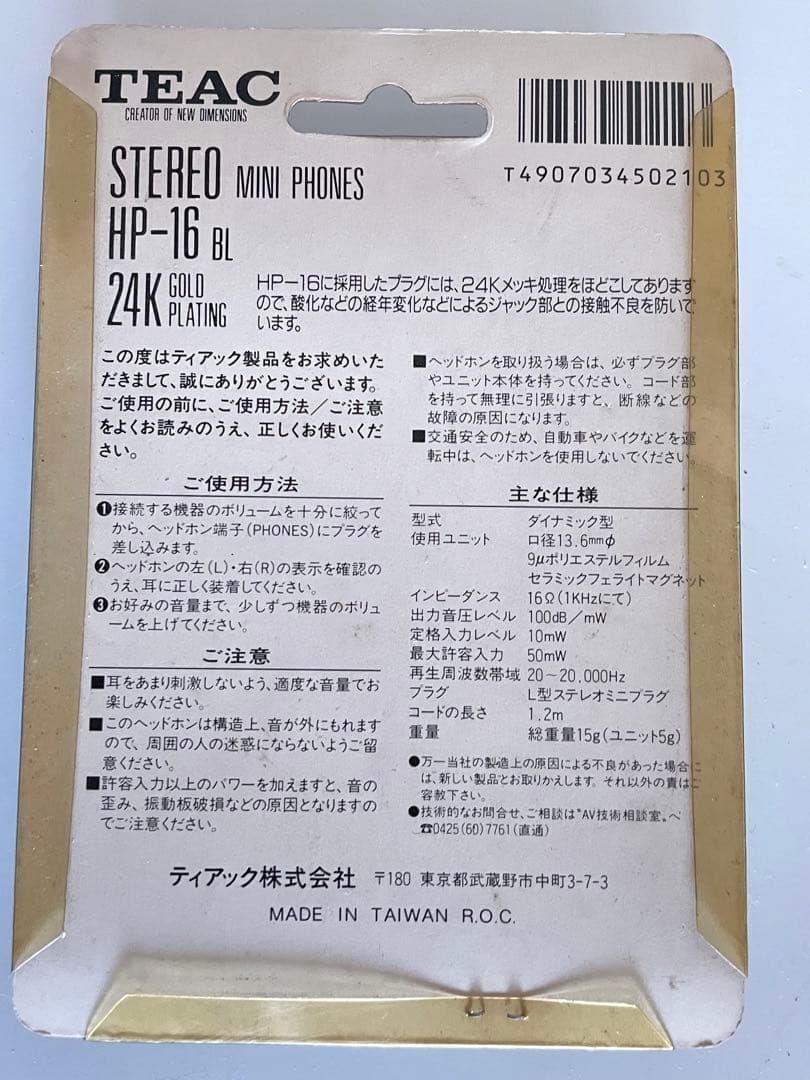 TEAC
CREATOR OF NEW DIMENSIONS
T4907034502103
STEREO MINI PHONES
HP-16 BL
24K GOLD PLATING
HP-16に採用したプラグには、24Kメッキ処理をほどこしてあります
ので、酸化などの経年変化などによるジャック部との接触不良を防いで
います。
この度はティアック製品をお求めいた
だきまして、誠にありがとうございます。
ご使用の前に、ご使用方法/ご注意
をよくお読みのうえ、正しくお使いくだ
さい。
ご使用方法
❶接続する機器のボリュームを十分に絞って
から、ヘッドホン端子(PHONES)にプラグを
差し込みます。
❷ヘッドホンの左(L)・右(R)の表示を確認の
うえ、耳に正しく装着してください。
❸お好みの音量まで、少しずつ機器のボリュ
ームを上げてください。
ご注意
■耳をあまり刺激しないよう、適度な音量でお
楽しみください。
■このヘッドホンは構造上、音が外にもれます
ので、周囲の人の迷惑にならないようご留
意ください。
■許容入力以上のパワーを加えますと、音の
歪み、振動板破損などの原因となりますの
でご注意ください。
■ヘッドホンを取り扱う場合は、必ずプラグ部
やユニット本体を持ってください。コード部
を持って無理に引張りますと、断線などの
故障の原因になります。
■交通安全のため、自動車やバイクなどを運
転中は、ヘッドホンを使用しないでください。
主な仕様
型式 ダイナミック型
使用ユニット 口径13.6mmφ
9μポリエステルフィルム
セラミックフェライトマグネット
インピーダンス 16Ω(1KHzにて)
出力音圧レベル 100dB/mW
定格入力レベル 10mW
最大許容入力 50mW
再生周波数帯域 20~20,000Hz
プラグ L型ステレオミニプラグ
コードの長さ 1.2m
重量 総重量15g(ユニット5g)
●万一当社の製造上の原因による不良があった場合に
は、新しい製品とお取りかえします。それ以外の責はご
容赦下さい。
●技術的なお問合せ、ご相談は"AV技術相談室"へ
☎0425(60)7761(直通)
ティアック株式会社 〒180 東京都武蔵野市中町3-7-3
MADE IN TAIWAN R.O.C.